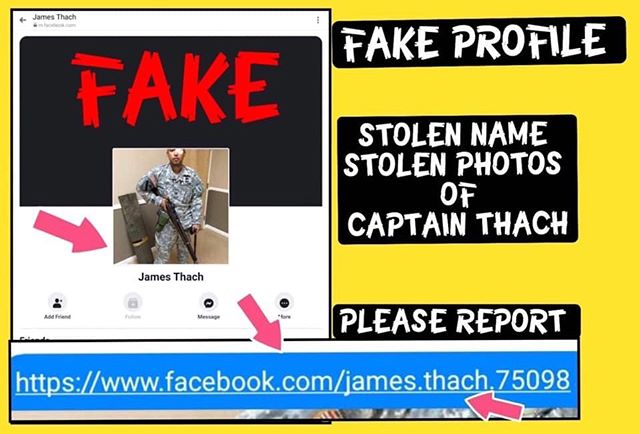 James Thach
m.facebook.com
FAKE
James Thach
Add Friend
Follow
Message
More
FAKE PROFILE
STOLEN NAME
STOLEN PHOTOS
OF
CAPTAIN THACH
PLEASE REPORT
https://www.facebook.com/james.thach.75098